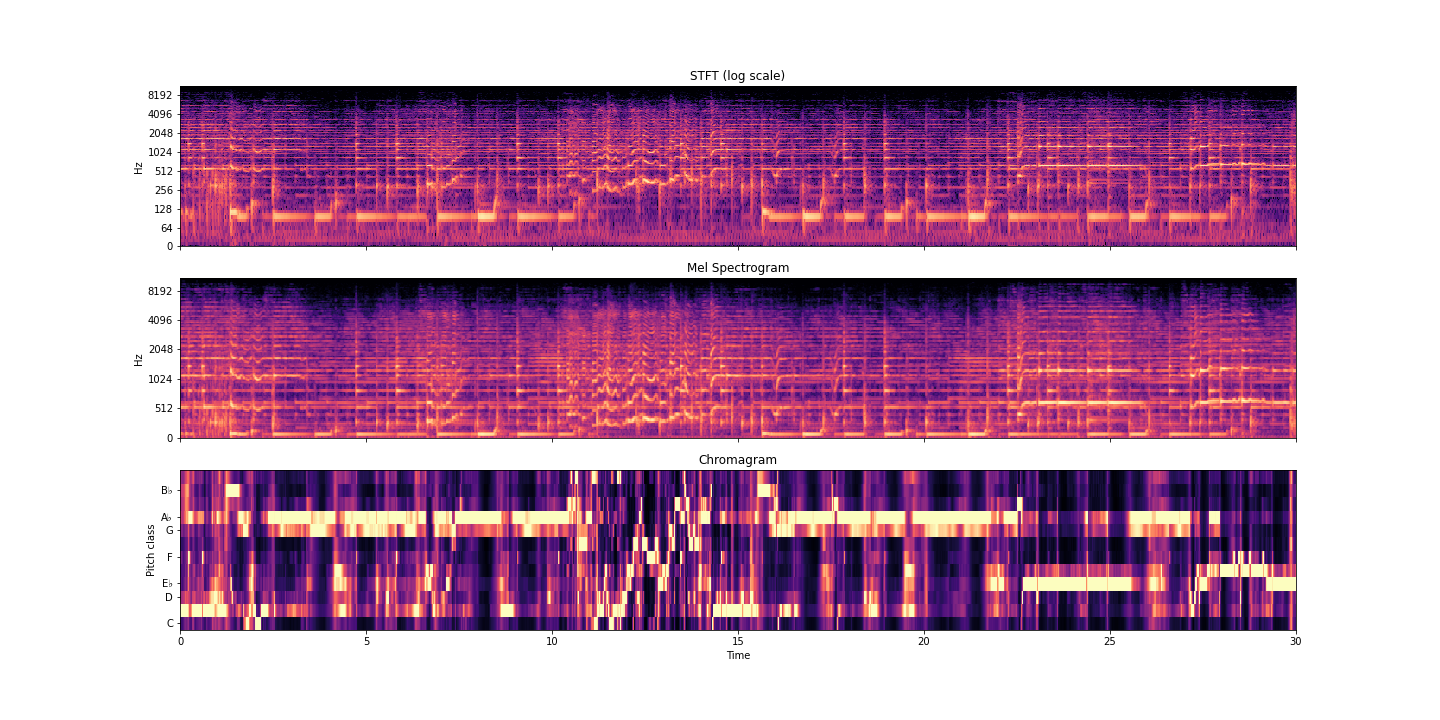 STFT (log scale)
8192
4096
2048
1024
512
256
128
64
0
Hz
Mel Spectrogram
8192
4096
2048
1024
512
0
Hz
Chromagram
B♭
A♭
G
F
E♭
D
C
Pitch class
0 5 10 15 20 25 30
Time